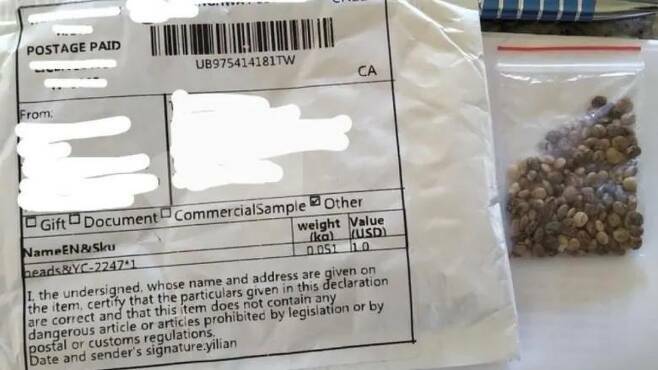 POSTAGE PAID
UB975414181TW
CA
From:
Gift Document CommercialSample Other
NameEN&Sku weight (kg) Value (USD)
beads&YC-2247*1 0.051 1.0
I, the undersigned, whose name and address are given on
the item, certify that the particulars given in this declaration
are correct and that this item does not contain any
dangerous article or articles prohibited by legislation or by
postal or customs regulations.
Date and sender's signature:yilian